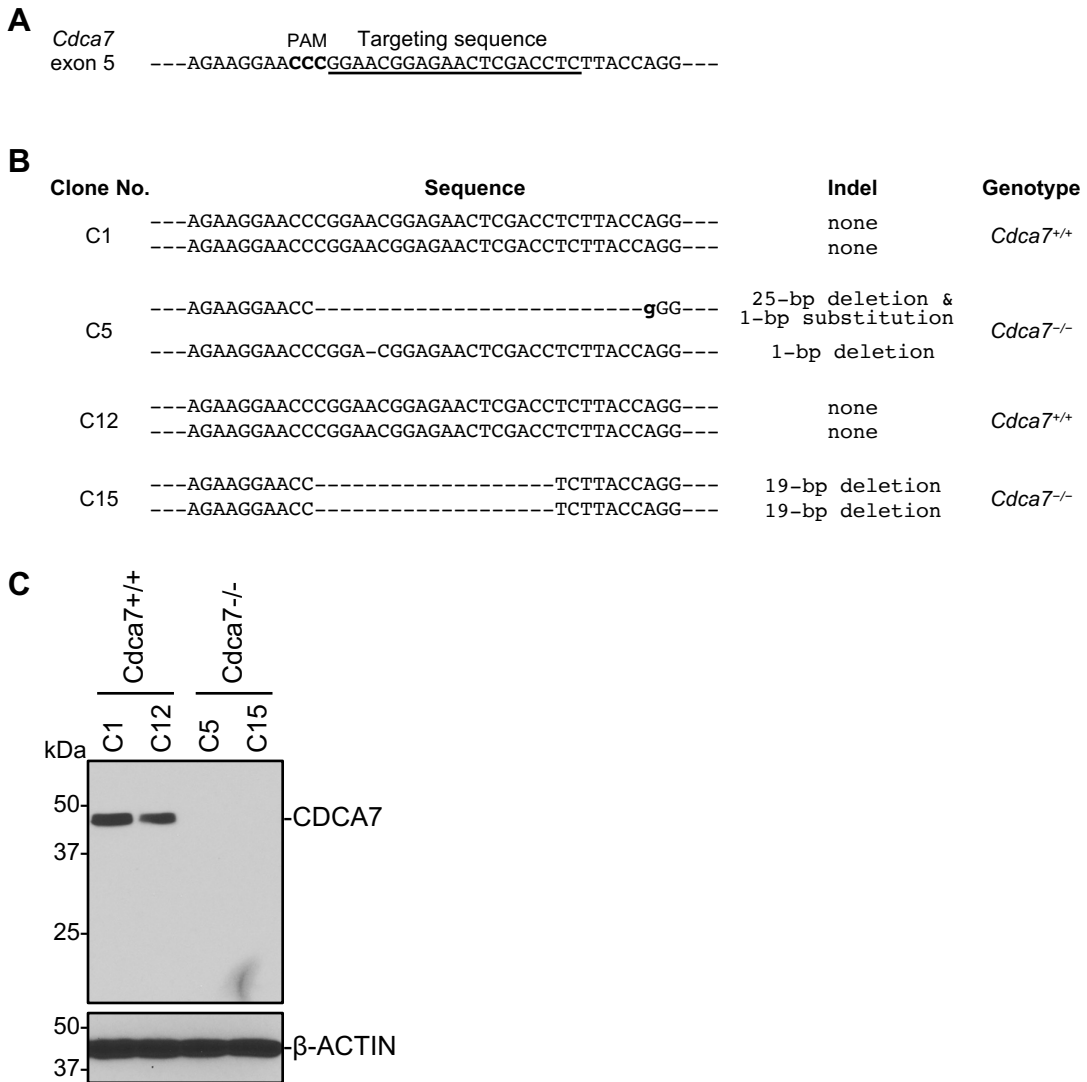 A
Cdca7
exon 5
PAM Targeting sequence
---AGAAGGAACCCGGAACGGAGAACTCGACCTCTTACCAGG---
B
Clone No. Sequence Indel Genotype
C1
---AGAAGGAACCCGGAACGGAGAACTCGACCTCTTACCAGG--- none
---AGAAGGAACCCGGAACGGAGAACTCGACCTCTTACCAGG--- none
Cdca7+/+
C5
---AGAAGGAACC--------------------------gGG--- 25-bp deletion &
1-bp substitution
---AGAAGGAACCCGGA-CGGAGAACTCGACCTCTTACCAGG--- 1-bp deletion
Cdca7−/−
C12
---AGAAGGAACCCGGAACGGAGAACTCGACCTCTTACCAGG--- none
---AGAAGGAACCCGGAACGGAGAACTCGACCTCTTACCAGG--- none
Cdca7+/+
C15
---AGAAGGAACC-------------------TCTTACCAGG--- 19-bp deletion
---AGAAGGAACC-------------------TCTTACCAGG--- 19-bp deletion
Cdca7−/−
C
Cdca7+/+ Cdca7-/-
kDa C1 C12 C5 C15
50-
-CDCA7
37-
25-
50-
-β-ACTIN
37-